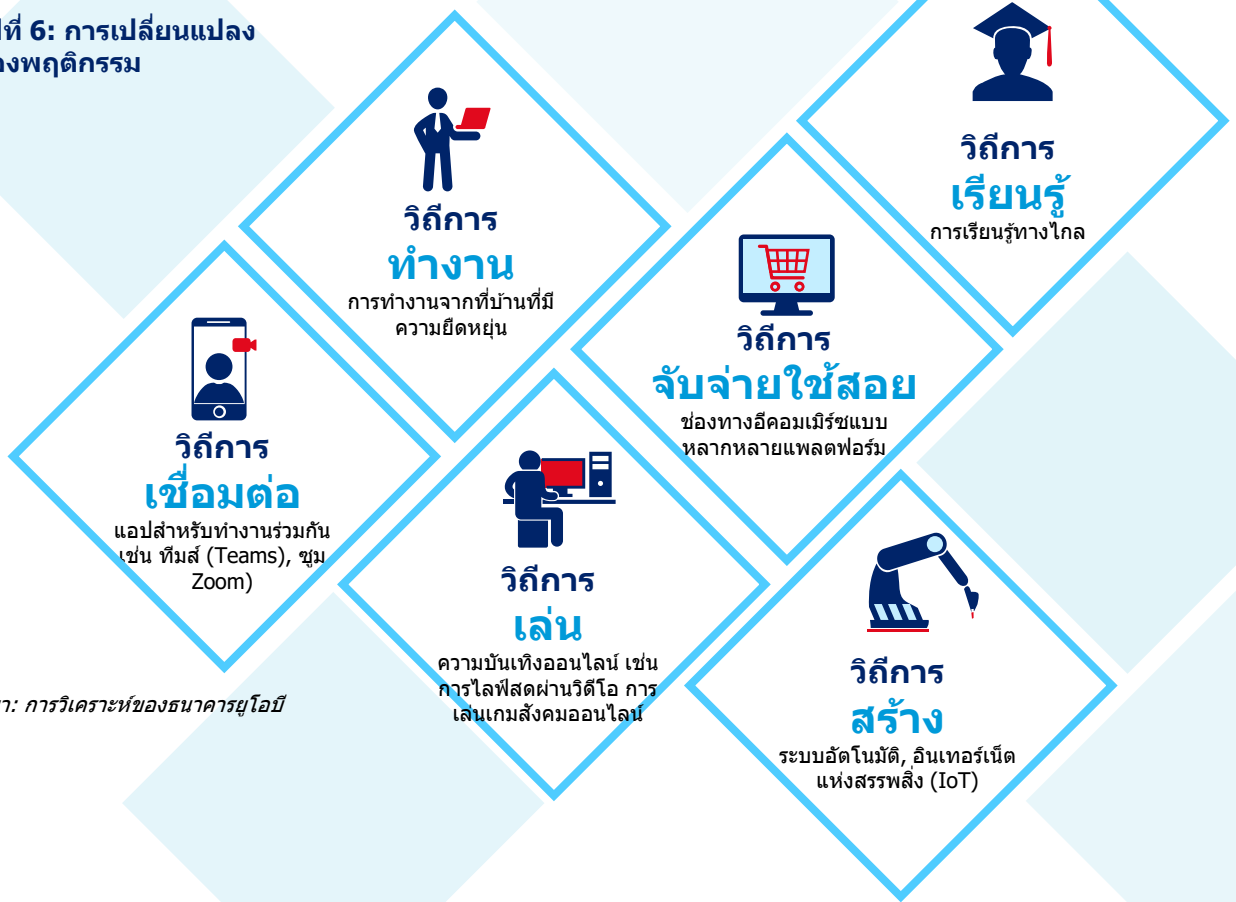 ที่ 6: การเปลี่ยนแปลง
พฤติกรรม
วิถีการ
เรียนรู้
การเรียนรู้ทางไกล
วิถีการ
ทำงาน
การทำงานจากที่บ้านที่มี
ความยืดหยุ่น
วิถีการ
จับจ่ายใช้สอย
ช่องทางอีคอมเมิร์ซแบบ
หลากหลายแพลตฟอร์ม
วิถีการ
เชื่อมต่อ
แอปสำหรับทำงานร่วมกัน
เช่น ทีมส์ (Teams), ซูม
Zoom)
วิถีการ
เล่น
ความบันเทิงออนไลน์ เช่น
การไลฟ์สดผ่านวิดีโอ การ
เล่นเกมสังคมออนไลน์
วิถีการ
สร้าง
ระบบอัตโนมัติ, อินเทอร์เน็ต
แห่งสรรพสิ่ง (IoT)
การวิเคราะห์ของธนาคารยูโอบี